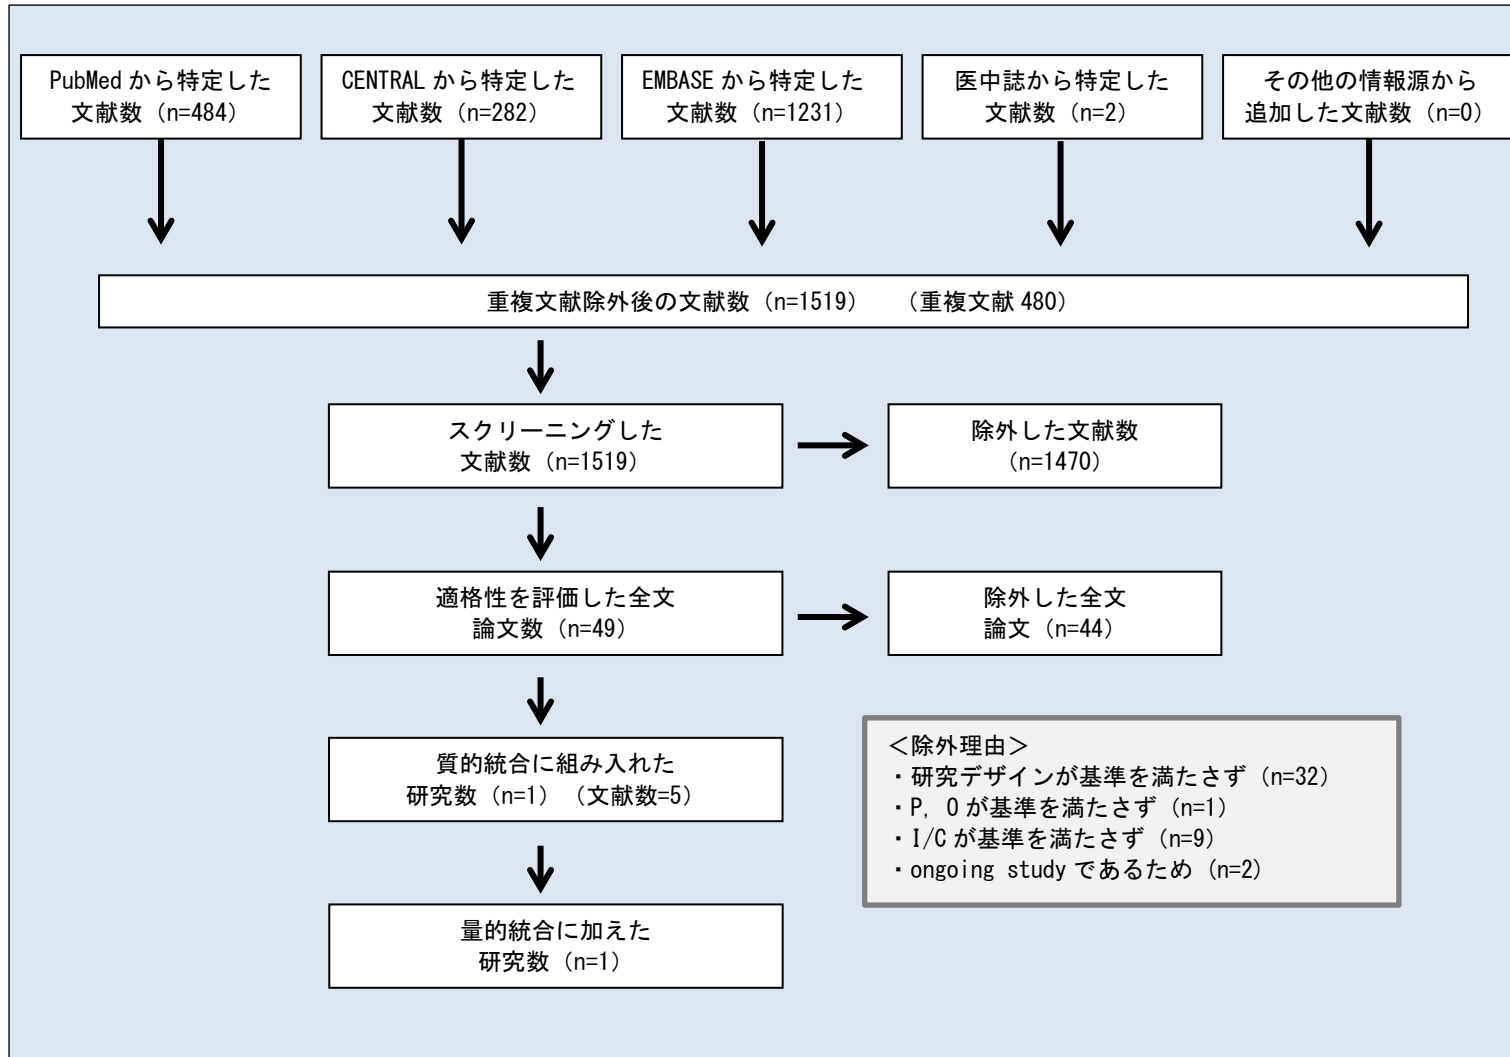 PubMed から特定した
文献数（n=484）
CENTRAL から特定した
文献数（n=282）
EMBASE から特定した
文献数（n=1231）
医中誌から特定した
文献数（n=2）
その他の情報源から
追加した文献数（n=0）
重複文献除外後の文献数（n=1519）　　（重複文献 480）
スクリーニングした
文献数（n=1519）
除外した文献数
（n=1470）
適格性を評価した全文
論文数（n=49）
除外した全文
論文（n=44）
質的統合に組み入れた
研究数（n=1）（文献数=5）
＜除外理由＞
・研究デザインが基準を満たさず（n=32）
・P, O が基準を満たさず（n=1）
・I/C が基準を満たさず（n=9）
・ongoing study であるため（n=2）
量的統合に加えた
研究数（n=1）